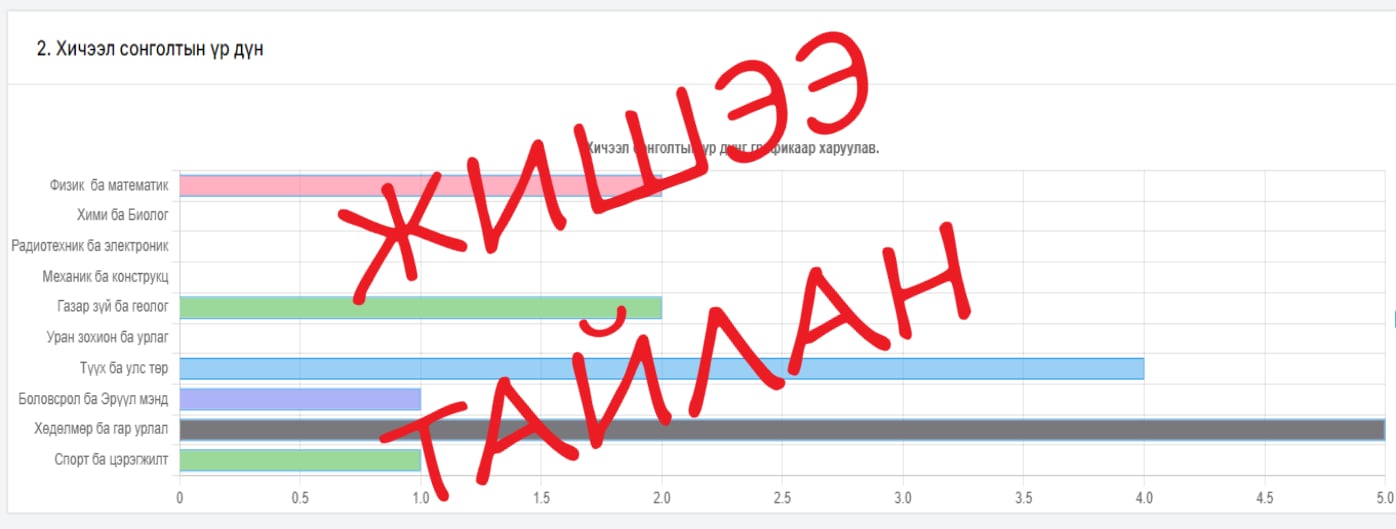 2. Хичээл сонголтын үр дүн
Хичээл сонголтын үр дүнг графикаар харуулав.
Физик ба математик
Хими ба Биолог
Радиотехник ба электроник
Механик ба конструкц
Газар зүй ба геолог
Уран зохион ба урлаг
Түүх ба улс төр
Боловсрол ба Эрүүл мэнд
Хөдөлмөр ба гар урлал
Спорт ба цэрэгжилт
0 0.5 1.0 1.5 2.0 2.5 3.0 3.5 4.0 4.5 5.0
ЖИШЭЭ
ТАЙЛАН